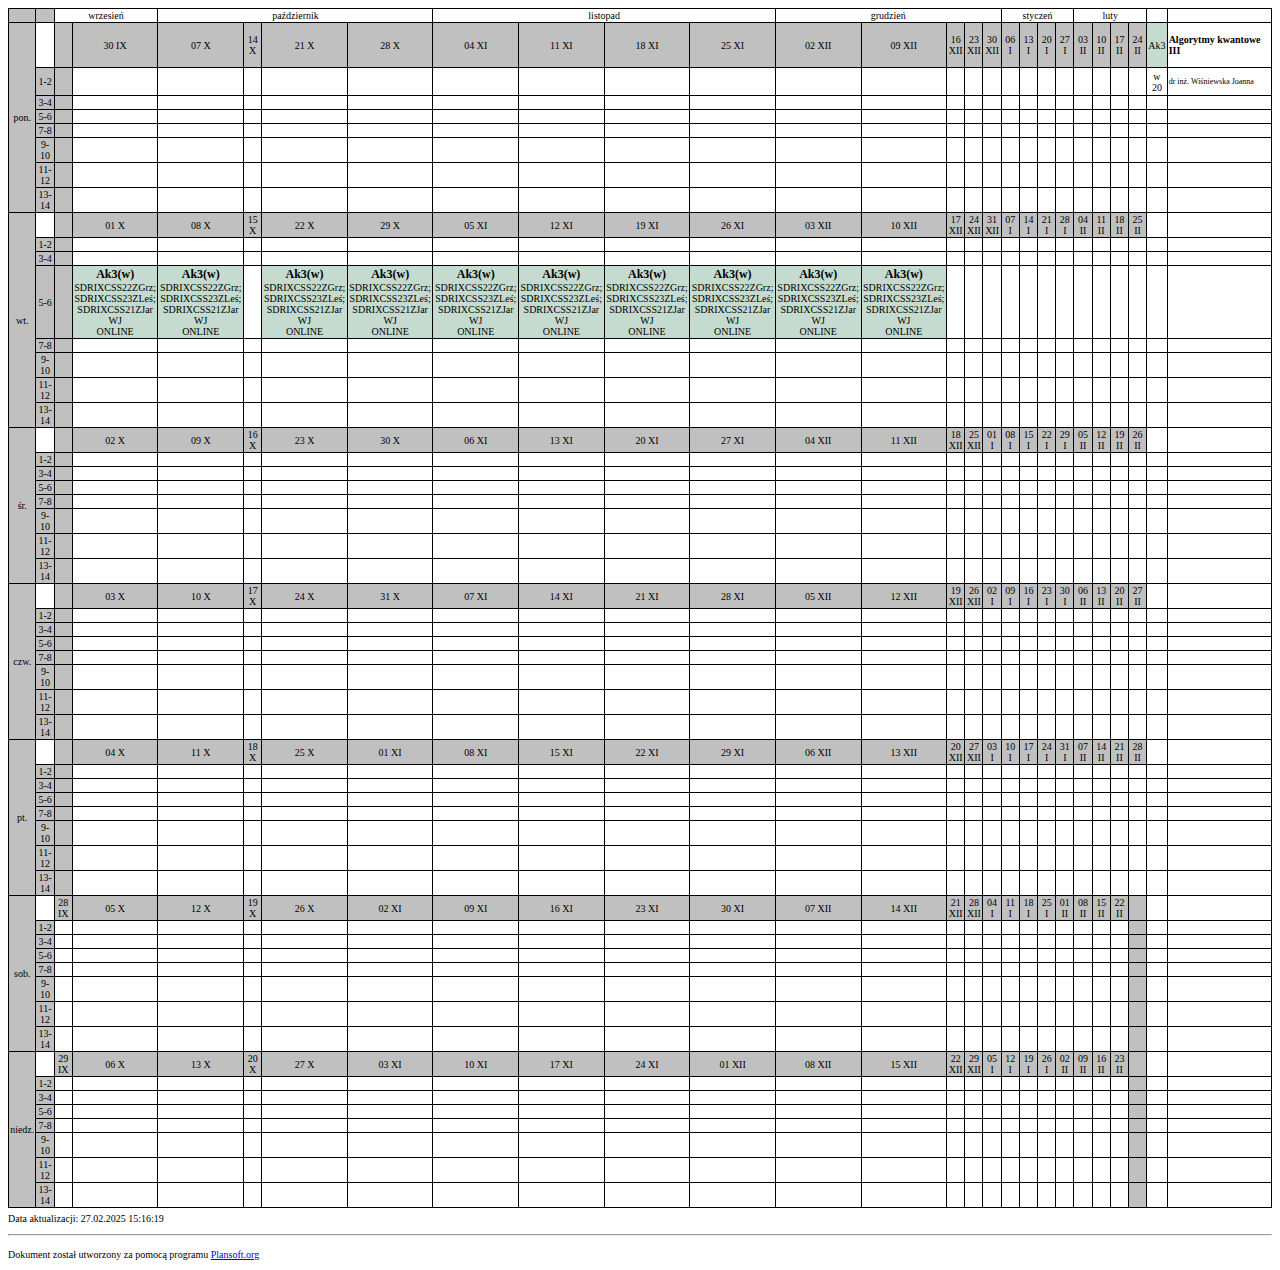 wrzesień październik listopad grudzień styczeń luty
pon. 30 IX 07 X 14 X 21 X 28 X 04 XI 11 XI 18 XI 25 XI 02 XII 09 XII 16 XII 23 XII 30 XII 06 I 13 I 20 I 27 I 03 II 10 II 17 II 24 II Ak3 Algorytmy kwantowe III
1-2 w 20 dr inż. Wiśniewska Joanna
3-4
5-6
7-8
9-10
11-12
13-14
wt. 01 X 08 X 15 X 22 X 29 X 05 XI 12 XI 19 XI 26 XI 03 XII 10 XII 17 XII 24 XII 31 XII 07 I 14 I 21 I 28 I 04 II 11 II 18 II 25 II
1-2
3-4
5-6 Ak3(w) Ak3(w) Ak3(w) Ak3(w) Ak3(w) Ak3(w) Ak3(w) Ak3(w) Ak3(w) Ak3(w)
SDRIXCSS22ZGrz; SDRIXCSS22ZGrz; SDRIXCSS22ZGrz; SDRIXCSS22ZGrz; SDRIXCSS22ZGrz; SDRIXCSS22ZGrz; SDRIXCSS22ZGrz; SDRIXCSS22ZGrz; SDRIXCSS22ZGrz; SDRIXCSS22ZGrz;
SDRIXCSS23ZLeś; SDRIXCSS23ZLeś; SDRIXCSS23ZLeś; SDRIXCSS23ZLeś; SDRIXCSS23ZLeś; SDRIXCSS23ZLeś; SDRIXCSS23ZLeś; SDRIXCSS23ZLeś; SDRIXCSS23ZLeś; SDRIXCSS23ZLeś;
SDRIXCSS21ZJar SDRIXCSS21ZJar SDRIXCSS21ZJar SDRIXCSS21ZJar SDRIXCSS21ZJar SDRIXCSS21ZJar SDRIXCSS21ZJar SDRIXCSS21ZJar SDRIXCSS21ZJar SDRIXCSS21ZJar
WJ WJ WJ WJ WJ WJ WJ WJ WJ WJ
ONLINE ONLINE ONLINE ONLINE ONLINE ONLINE ONLINE ONLINE ONLINE ONLINE
7-8
9-10
11-12
13-14
śr. 02 X 09 X 16 X 23 X 30 X 06 XI 13 XI 20 XI 27 XI 04 XII 11 XII 18 XII 25 XII 01 I 08 I 15 I 22 I 29 I 05 II 12 II 19 II 26 II
1-2
3-4
5-6
7-8
9-10
11-12
13-14
czw. 03 X 10 X 17 X 24 X 31 X 07 XI 14 XI 21 XI 28 XI 05 XII 12 XII 19 XII 26 XII 02 I 09 I 16 I 23 I 30 I 06 II 13 II 20 II 27 II
1-2
3-4
5-6
7-8
9-10
11-12
13-14
pt. 04 X 11 X 18 X 25 X 01 XI 08 XI 15 XI 22 XI 29 XI 06 XII 13 XII 20 XII 27 XII 03 I 10 I 17 I 24 I 31 I 07 II 14 II 21 II 28 II
1-2
3-4
5-6
7-8
9-10
11-12
13-14
sob. 28 IX 05 X 12 X 19 X 26 X 02 XI 09 XI 16 XI 23 XI 30 XI 07 XII 14 XII 21 XII 28 XII 04 I 11 I 18 I 25 I 01 II 08 II 15 II 22 II
1-2
3-4
5-6
7-8
9-10
11-12
13-14
niedz. 29 IX 06 X 13 X 20 X 27 X 03 XI 10 XI 17 XI 24 XI 01 XII 08 XII 15 XII 22 XII 29 XII 05 I 12 I 19 I 26 I 02 II 09 II 16 II 23 II
1-2
3-4
5-6
7-8
9-10
11-12
13-14
Data aktualizacji: 27.02.2025 15:16:19
Dokument został utworzony za pomocą programu Plansoft.org